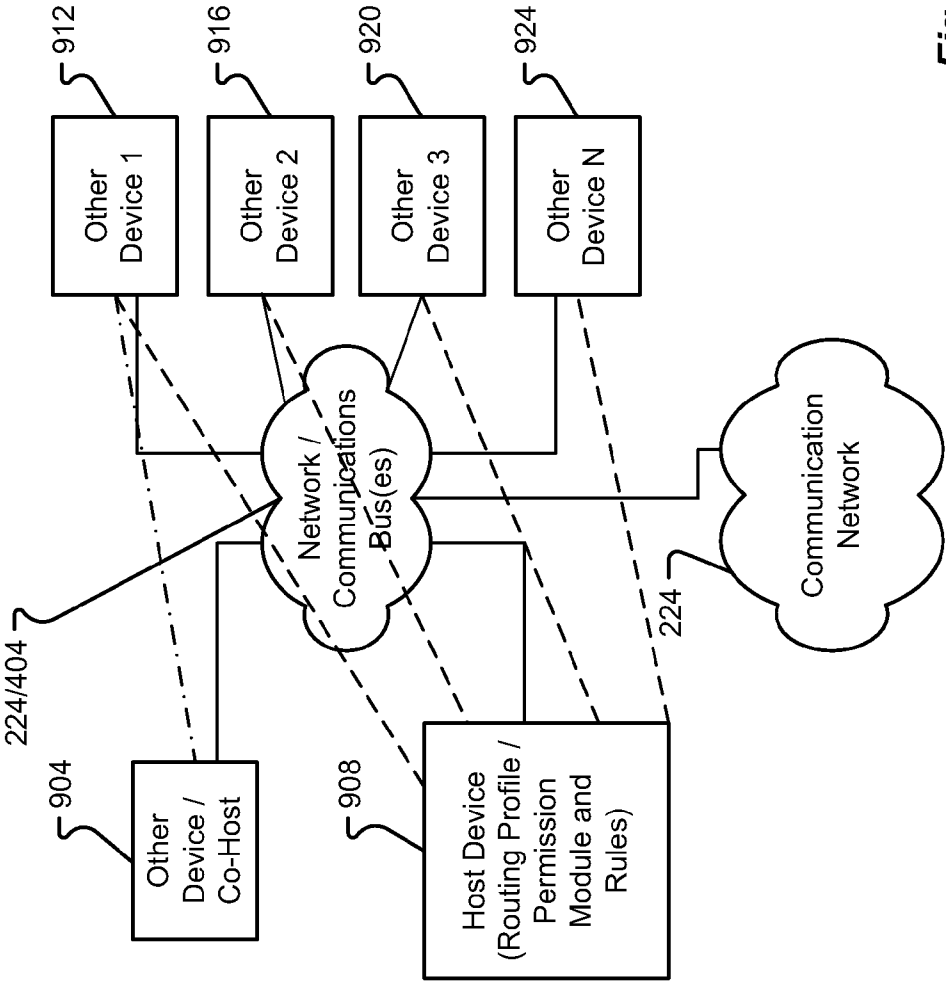 224/404
904
Other
Device /
Co-Host
908
Host Device
(Routing Profile /
Permission
Module and
Rules)
Network /
Communications
Bus(es)
912
Other
Device 1
916
Other
Device 2
920
Other
Device 3
924
Other
Device N
224
Communication
Network